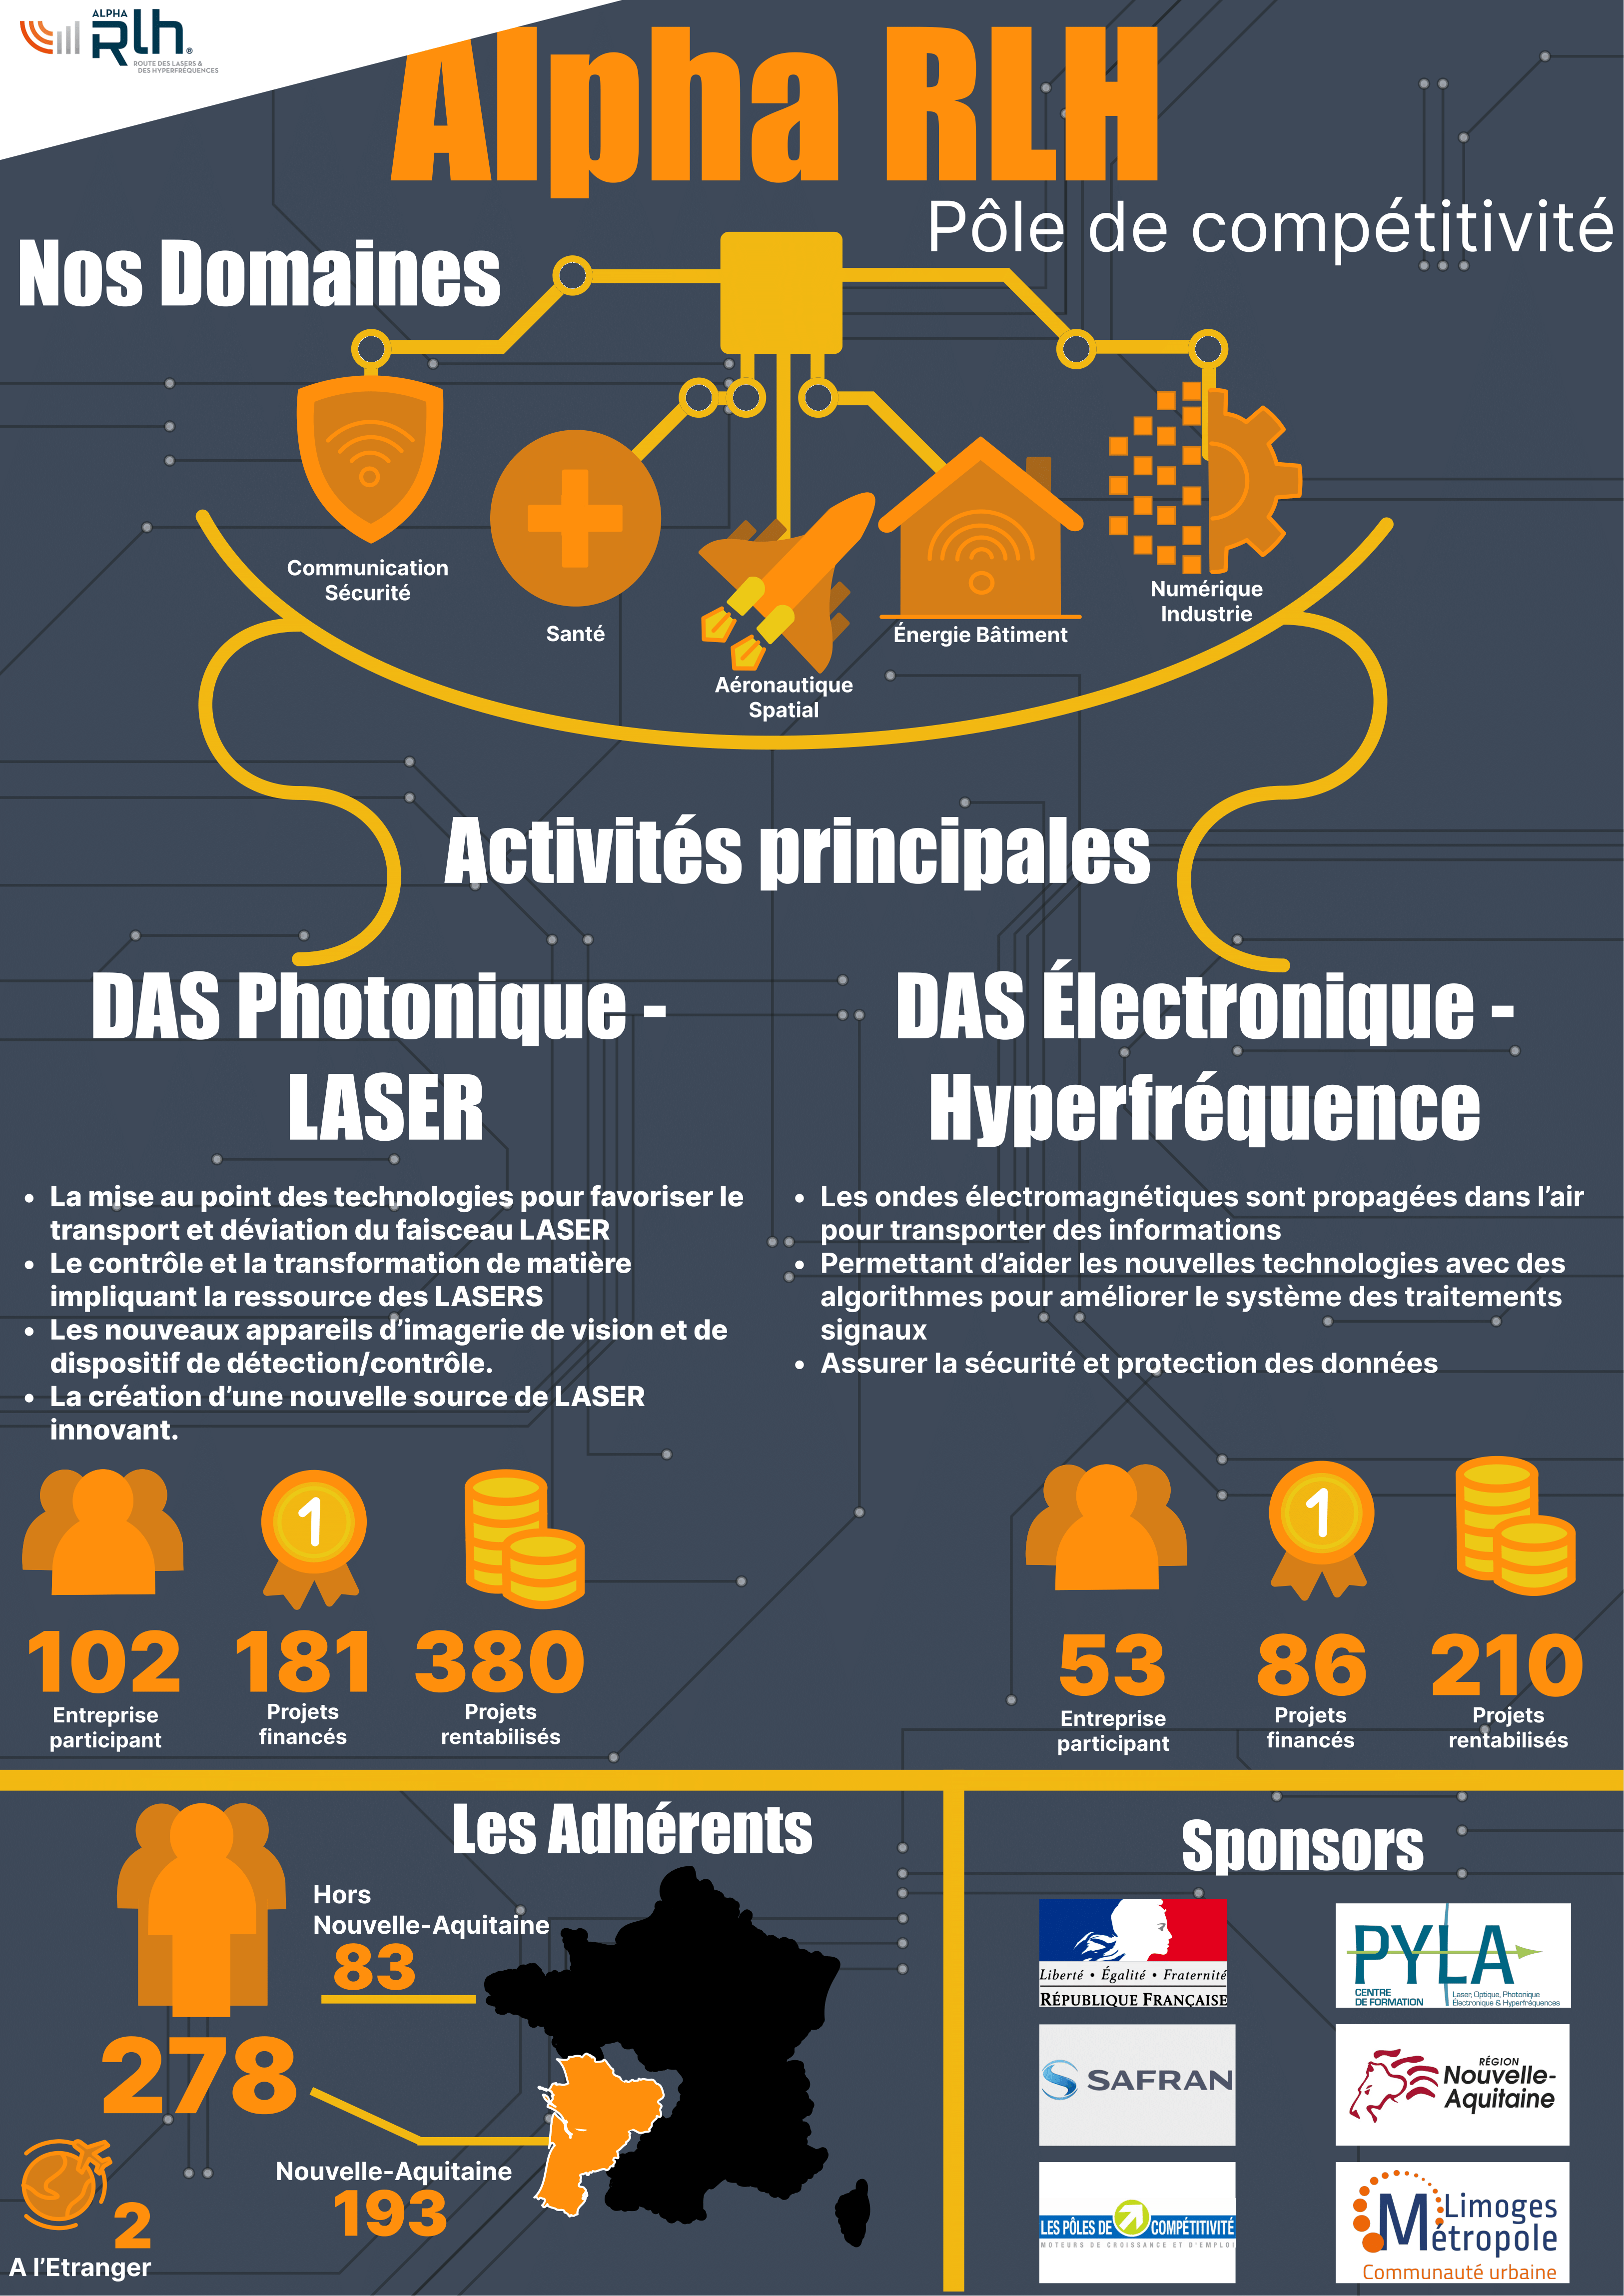 ALPHA
Rlh®
ROUTE DES LASERS &
DES HYPERFRÉQUENCES
Alpha RLH
Pôle de compétitivité
Nos Domaines
Communication
Sécurité
Santé
Aéronautique
Spatial
Énergie Bâtiment
Numérique
Industrie
Activités principales
DAS Photonique -
LASER
• La mise au point des technologies pour favoriser le
transport et déviation du faisceau LASER
• Le contrôle et la transformation de matière
impliquant la ressource des LASERS
• Les nouveaux appareils d’imagerie de vision et de
dispositif de détection/contrôle.
• La création d’une nouvelle source de LASER
innovant.
1
102
Entreprise
participant
181
Projets
financés
380
Projets
rentabilisés
DAS Électronique -
Hyperfréquence
• Les ondes électromagnétiques sont propagées dans l’air
pour transporter des informations
• Permettant d’aider les nouvelles technologies avec des
algorithmes pour améliorer le système des traitements
signaux
• Assurer la sécurité et protection des données
1
53
Entreprise
participant
86
Projets
financés
210
Projets
rentabilisés
Les Adhérents
Hors
Nouvelle-Aquitaine
83
278
Nouvelle-Aquitaine
193
2
A l’Etranger
Sponsors
Liberté • Égalité • Fraternité
RÉPUBLIQUE FRANÇAISE
PYLA
CENTRE
DE FORMATION
Laser, Optique, Photonique
Électronique & Hyperfréquences
SAFRAN
RÉGION
Nouvelle-
Aquitaine
LES PÔLES DE COMPÉTITIVITÉ
MOTEURS DE CROISSANCE ET D'EMPLOI
Limoges
Métropole
Communauté urbaine